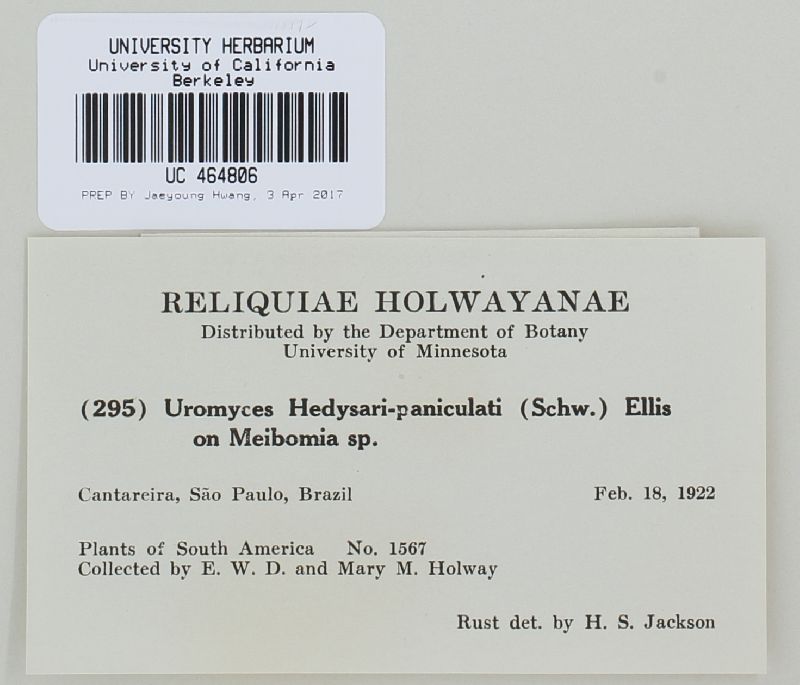 UNIVERSITY HERBARIUM
University of California
Berkeley
UC 464806
PREP BY Jaeyoung Hwang, 3 Apr 2017
RELIQUIAE HOLWAYANAE
Distributed by the Department of Botany
University of Minnesota
(295) Uromyces Hedysari-paniculati (Schw.) Ellis
on Meibomia sp.
Cantareira, São Paulo, Brazil Feb. 18, 1922
Plants of South America No. 1567
Collected by E. W. D. and Mary M. Holway
Rust det. by H. S. Jackson